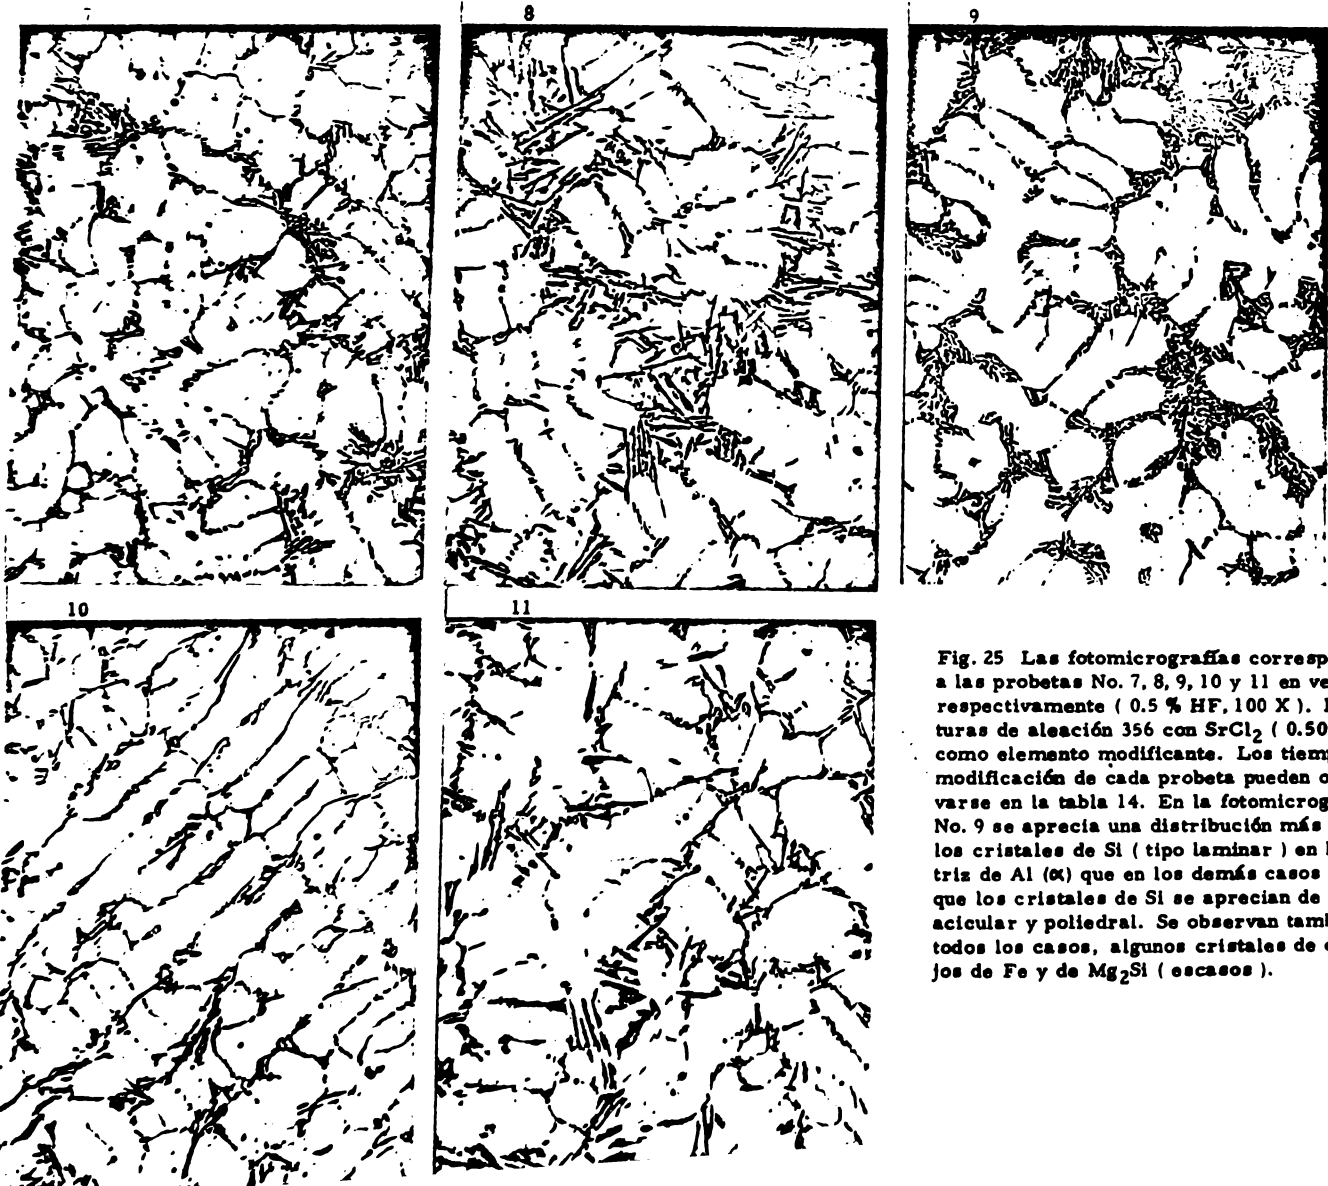 7
8
9
10
11
Fig. 25 Las fotomicrografías corresp
a las probetas No. 7, 8, 9, 10 y 11 en ve
respectivamente ( 0.5 % HF, 100 X ).
turas de aleación 356 con SrCl2 ( 0.50
como elemento modificante. Los tiem
modificación de cada probeta pueden o
varse en la tabla 14. En la fotomicrog
No. 9 se aprecia una distribución más
los cristales de Si ( tipo laminar ) en
triz de Al (α) que en los demás casos
que los cristales de Si se aprecian de
acicular y poliedral. Se observan tam
todos los casos, algunos cristales de
jos de Fe y de Mg2Si ( escasos ).